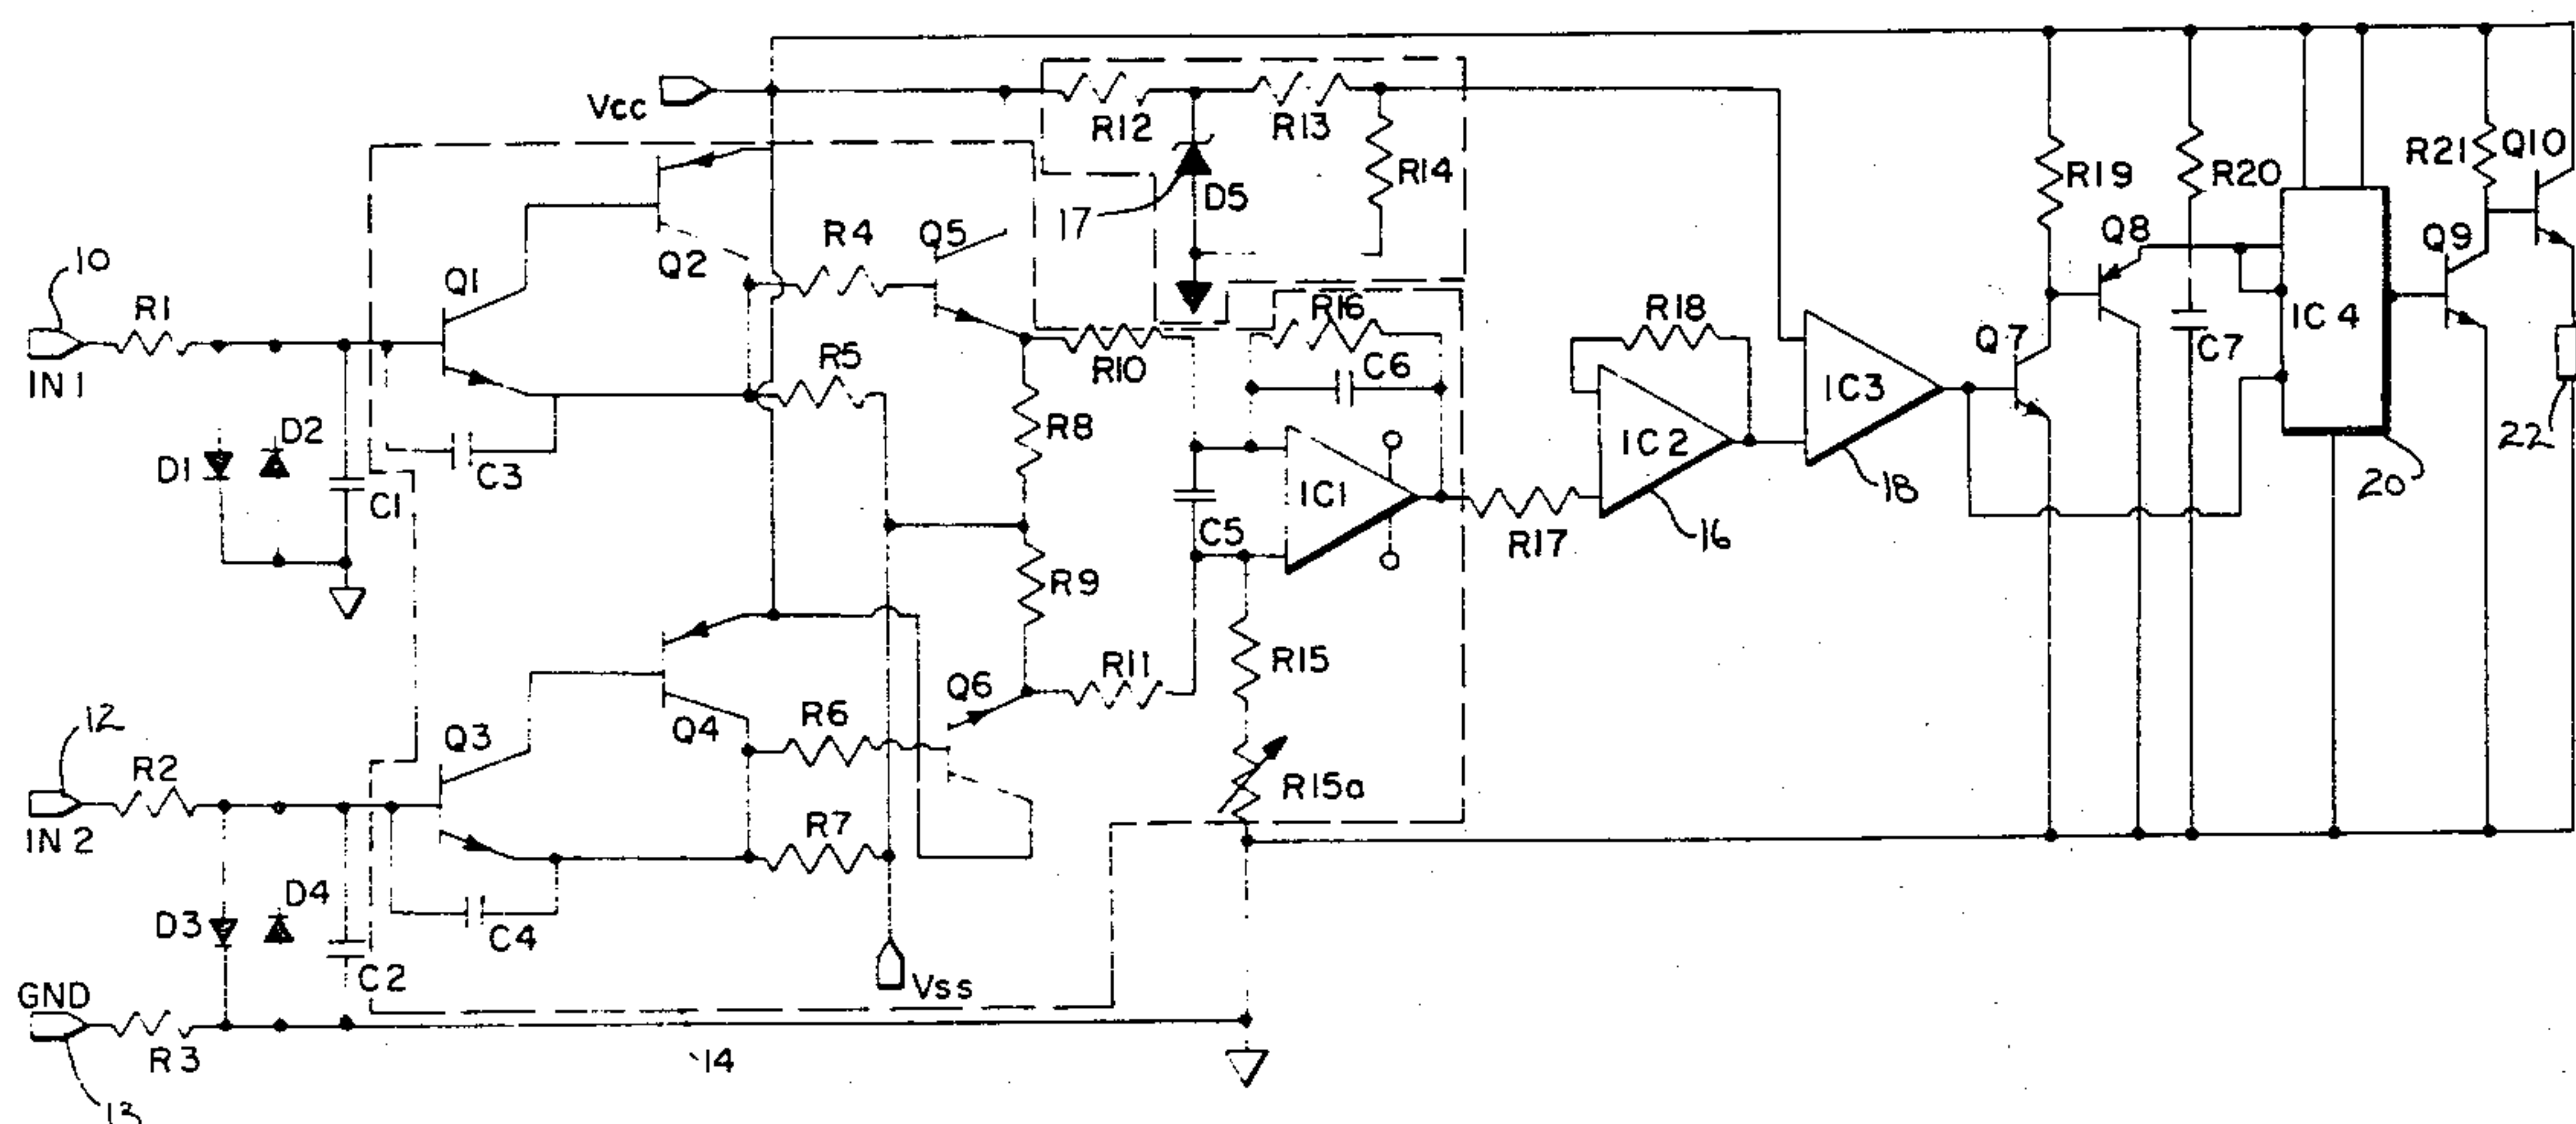 Vcc
R12
R13
R14
D5
17
R19
R20
R21
Q10
Q8
Q9
IC4
C7
Q7
22
20
10
R1
IN1
Q1
Q2
R4
Q5
R5
R10
R16
C6
R8
R18
IC2
IC3
18
16
D1
D2
C1
C3
IC1
C5
R17
R9
R11
R15
R15a
12
R2
IN2
Q3
Q4
R6
Q6
R7
D3
D4
C2
C4
Vss
GND
R3
14
13